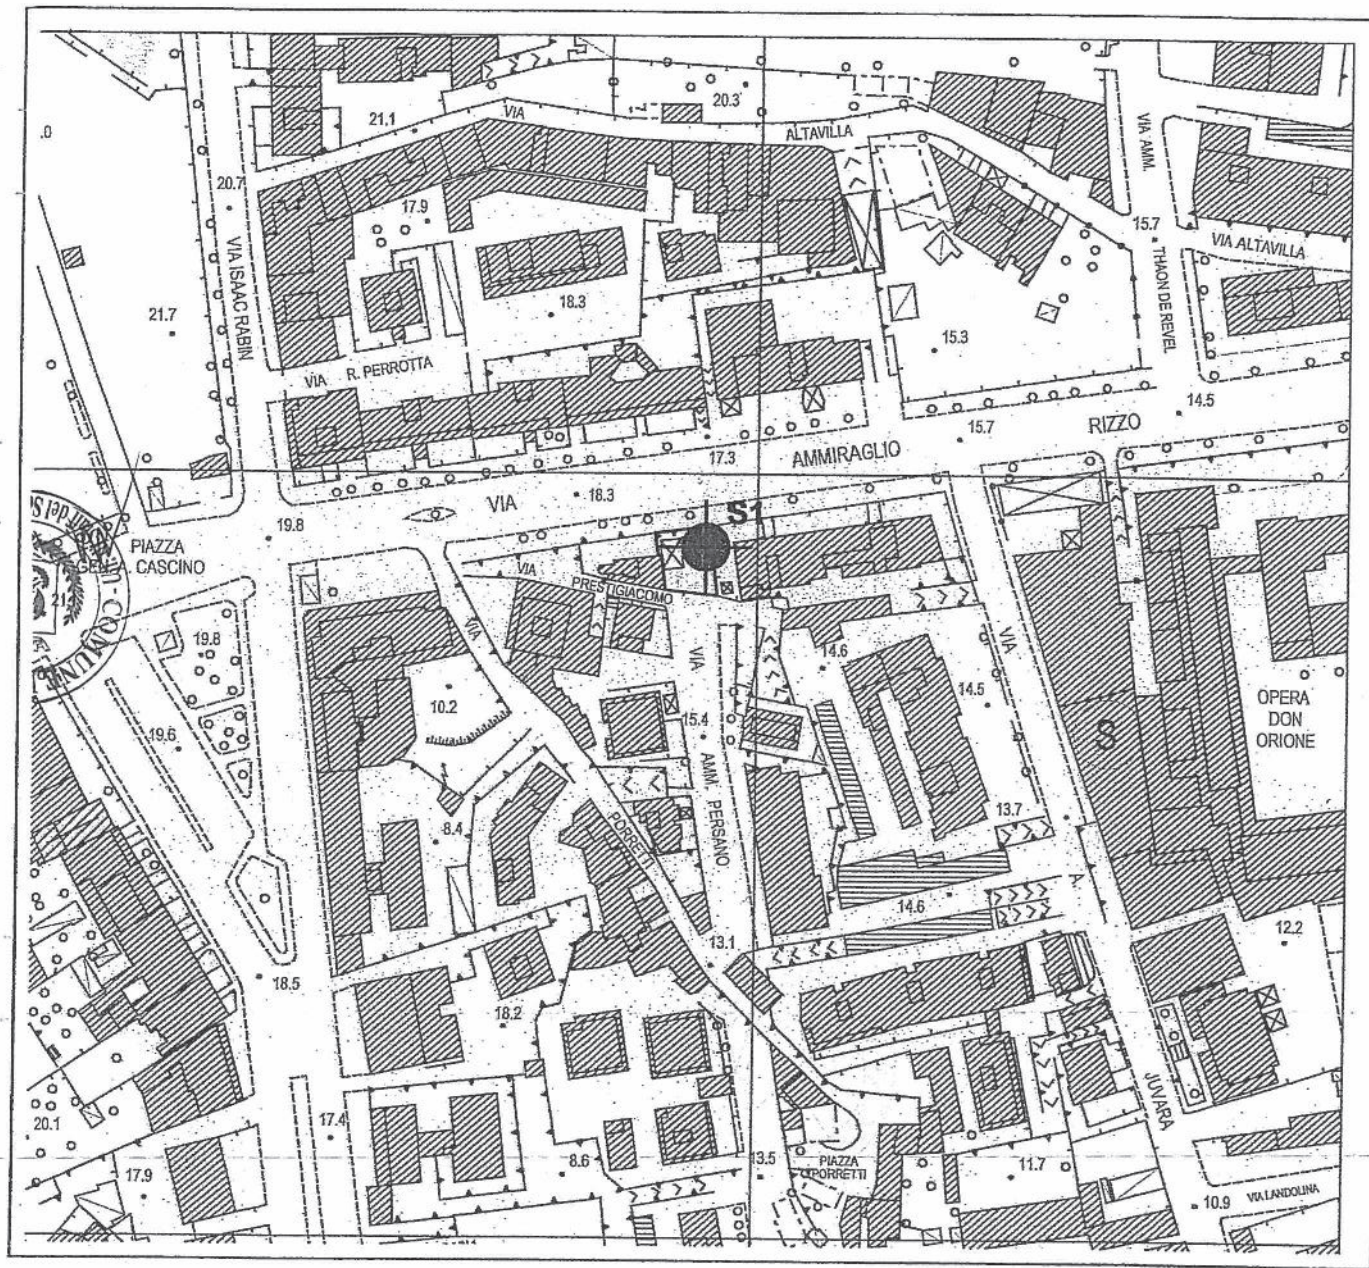 VIA
ALTAVILLA
20.3
21.1
.0
20.7
17.9
VIA ISAAC RABIN
VIA AMM.
THAON DE REVEL
15.7
VIA ALTAVILLA
21.7
18.3
15.3
VIA R. PERROTTA
14.5
15.7
RIZZO
17.3
AMMIRAGLIO
VIA
18.3
S1
19.8
PIAZZA
GEN. A. CASCINO
COMUNE
VIA
PRESTIGIACOMO
VIA
19.8
14.6
VIA
VIA
14.5
10.2
15.4
OPERA
DON
ORIONE
S
19.6
AMM. PERSANO
13.7
8.4
PORRETTI
A.
14.6
13.1
12.2
18.5
18.2
JUVARA
20.1
17.4
8.6
13.5
PIAZZA
PORRETTI
11.7
17.9
10.9
VIA LANDOLINA